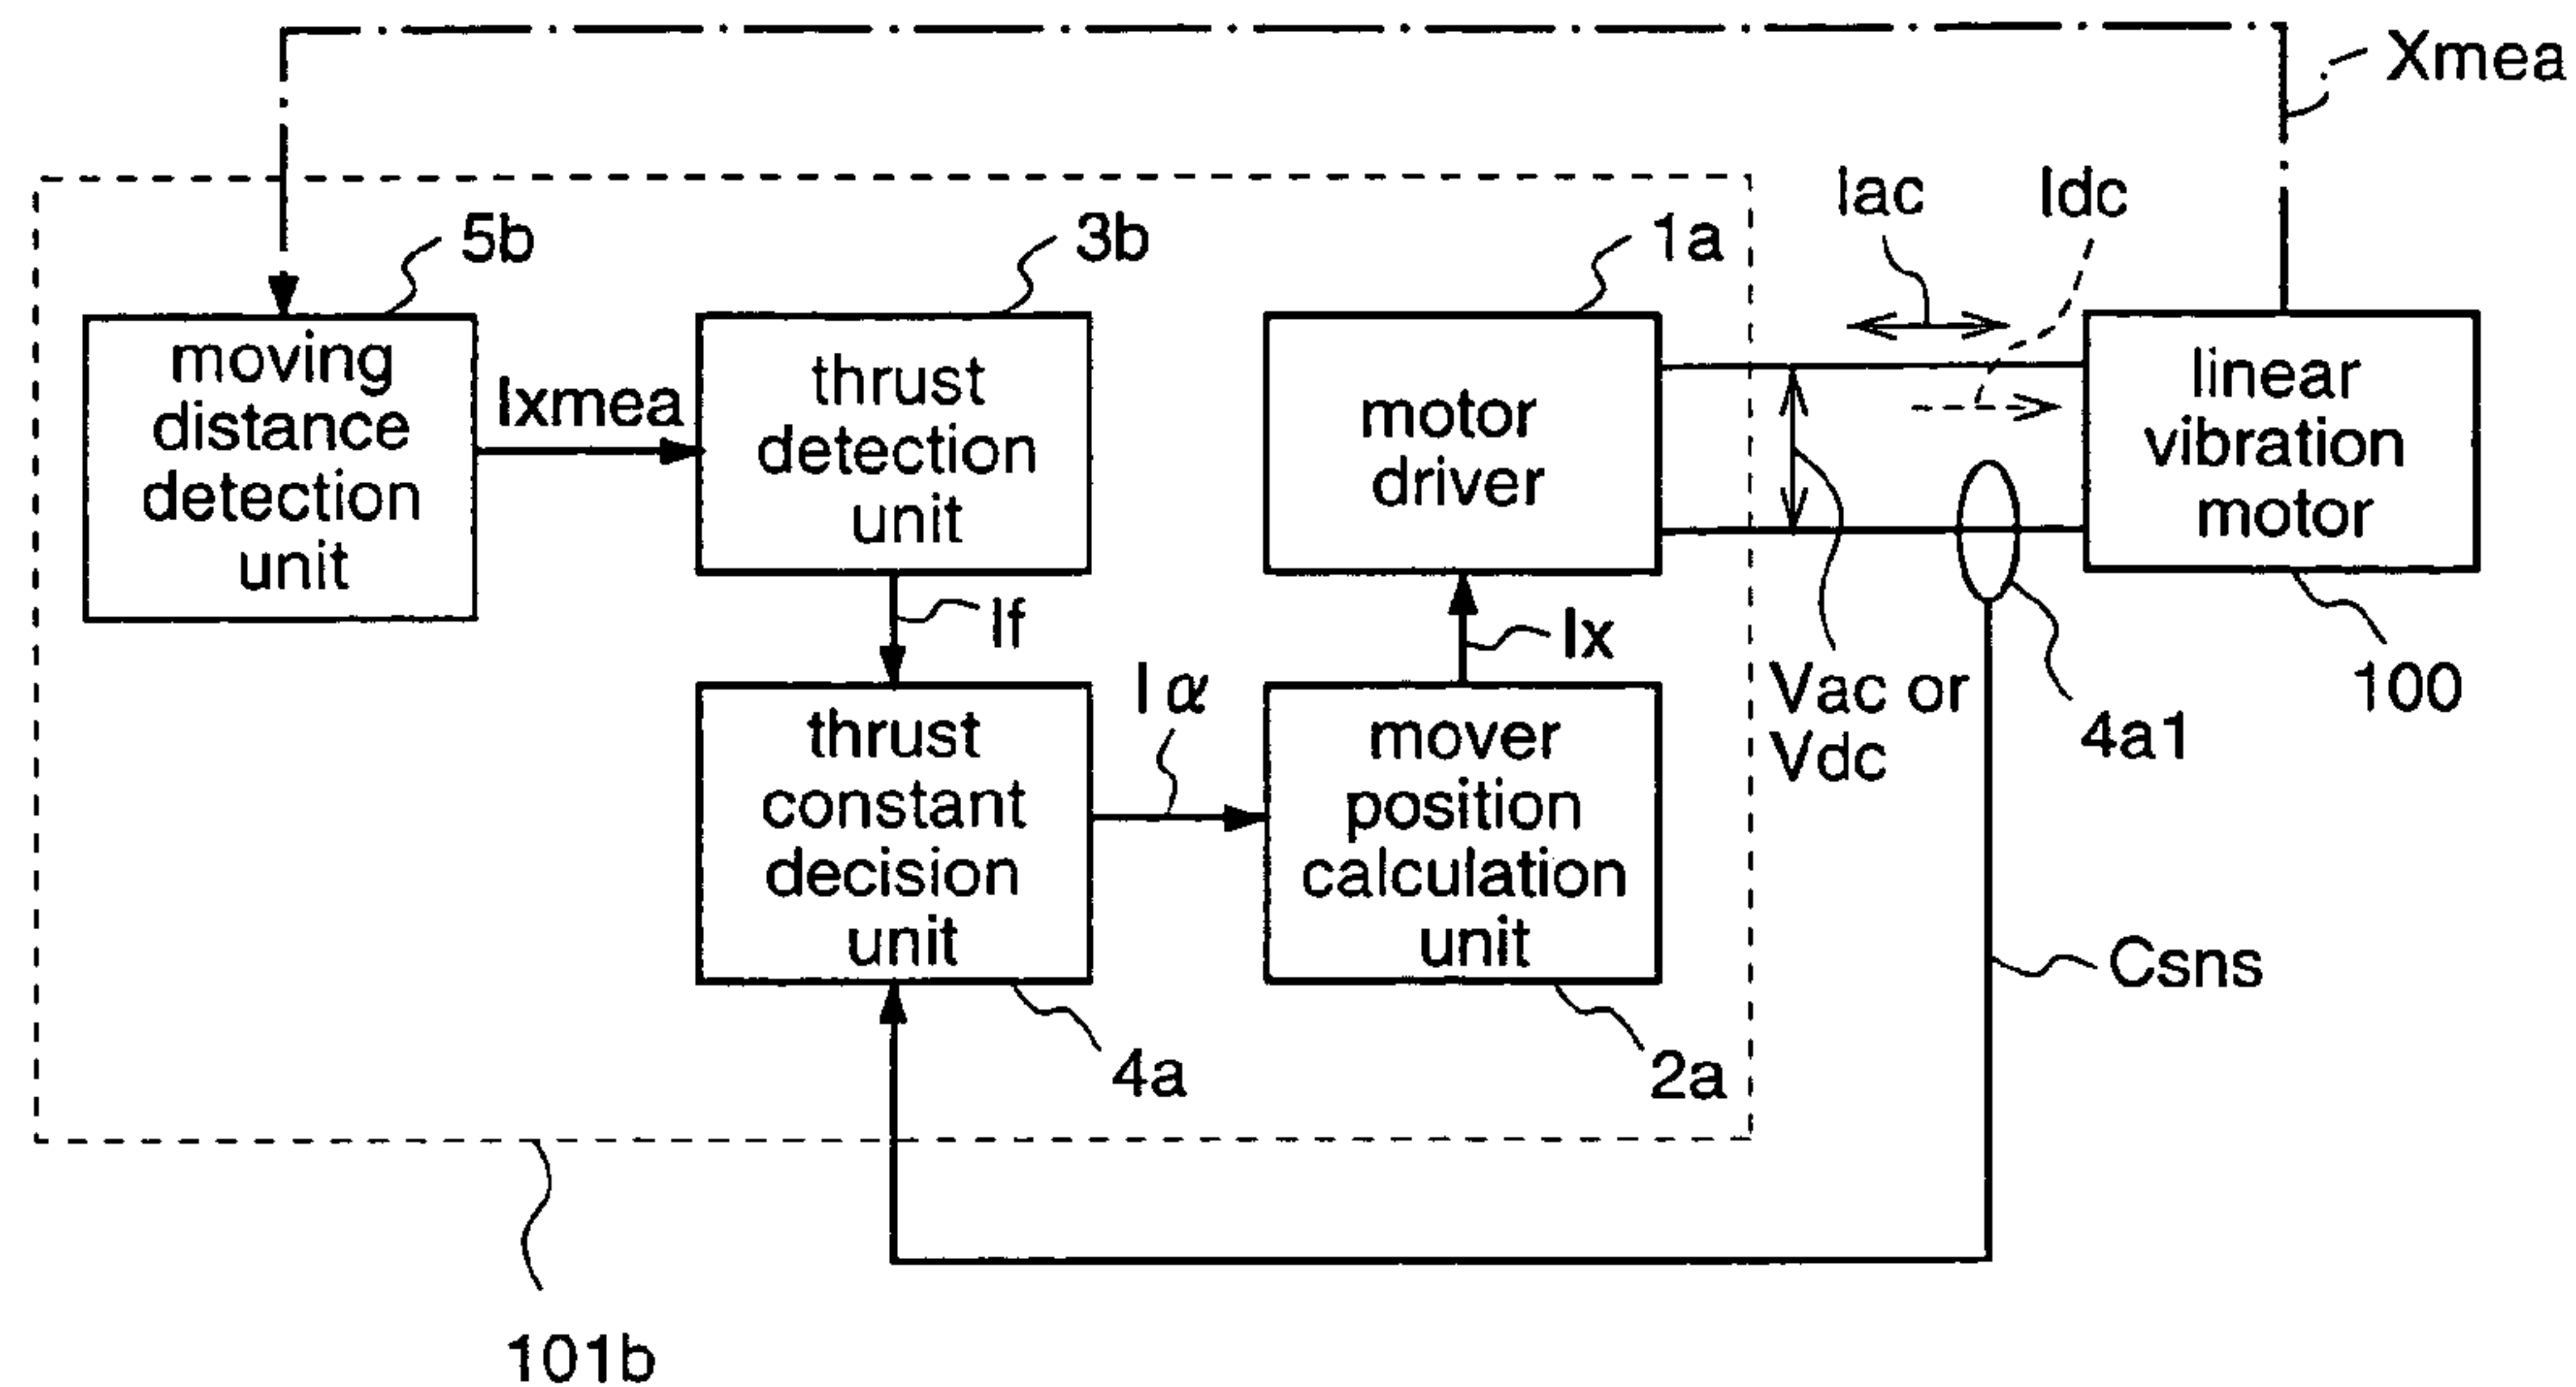 Xmea
Iac
Idc
5b
3b
1a
moving
distance
detection
unit
Ixmea
thrust
detection
unit
motor
driver
linear
vibration
motor
If
Ix
100
Iα
Vac or
Vdc
4a1
thrust
constant
decision
unit
mover
position
calculation
unit
Csns
4a
2a
101b